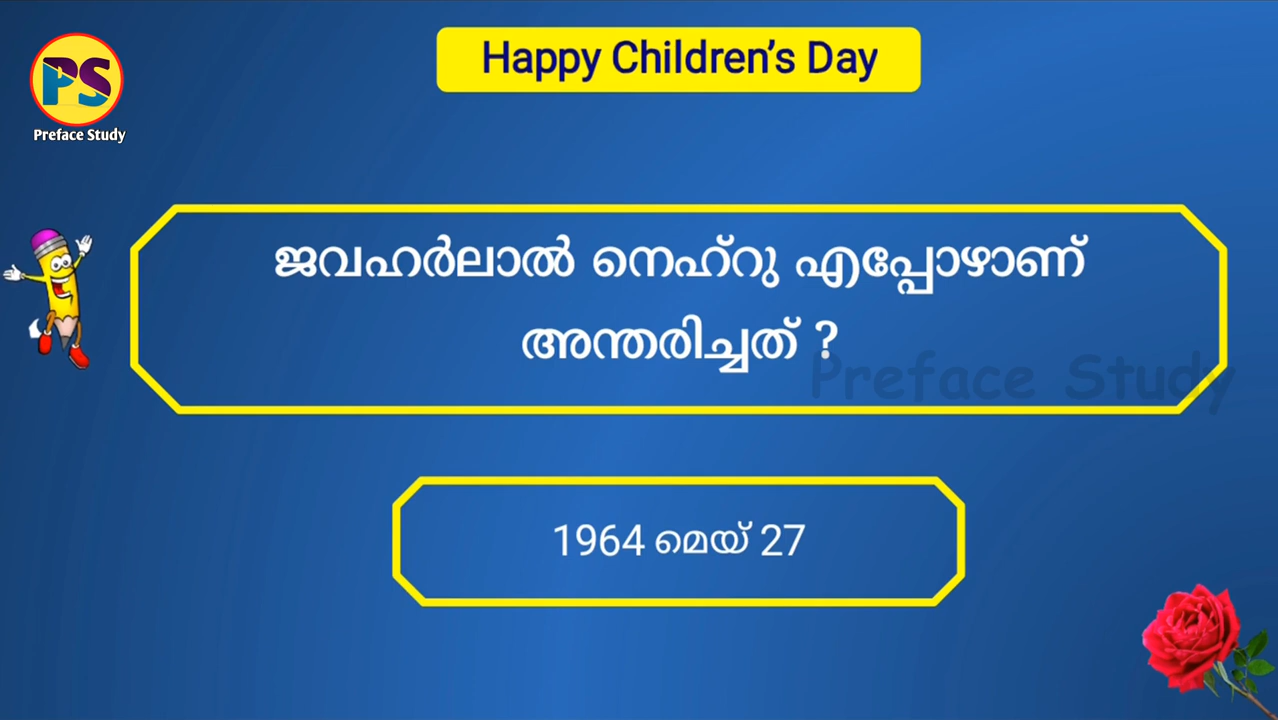 Happy Children’s Day
PS
Preface Study
ജവഹർലാൽ നെഹ്റു എപ്പോഴാണ്
അന്തരിച്ചത് ?
Preface Study
1964 മെയ് 27